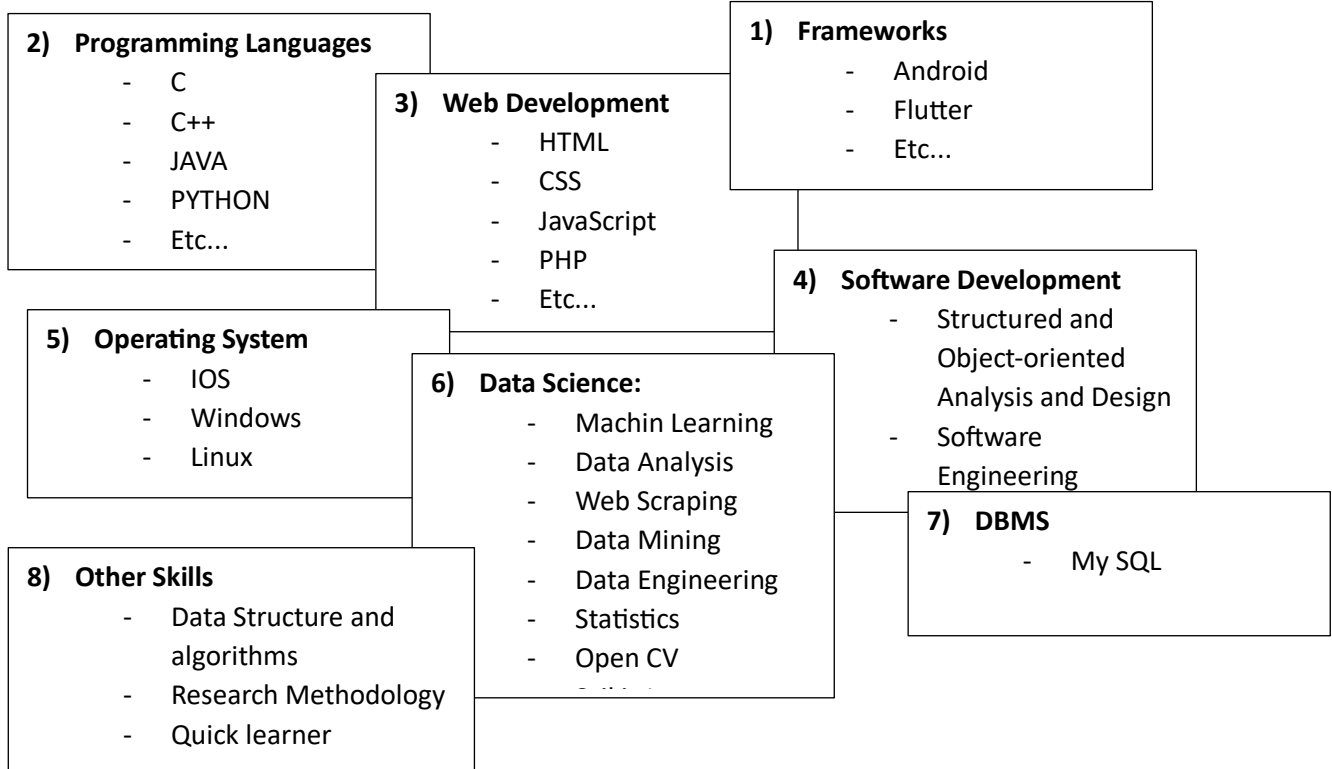 2) Programming Languages
- C
- C++
- JAVA
- PYTHON
- Etc...
3) Web Development
- HTML
- CSS
- JavaScript
- PHP
- Etc...
1) Frameworks
- Android
- Flutter
- Etc...
4) Software Development
- Structured and
Object-oriented
Analysis and Design
- Software
Engineering
5) Operating System
- IOS
- Windows
- Linux
6) Data Science:
- Machin Learning
- Data Analysis
- Web Scraping
- Data Mining
- Data Engineering
- Statistics
- Open CV
7) DBMS
- My SQL
8) Other Skills
- Data Structure and
algorithms
- Research Methodology
- Quick learner